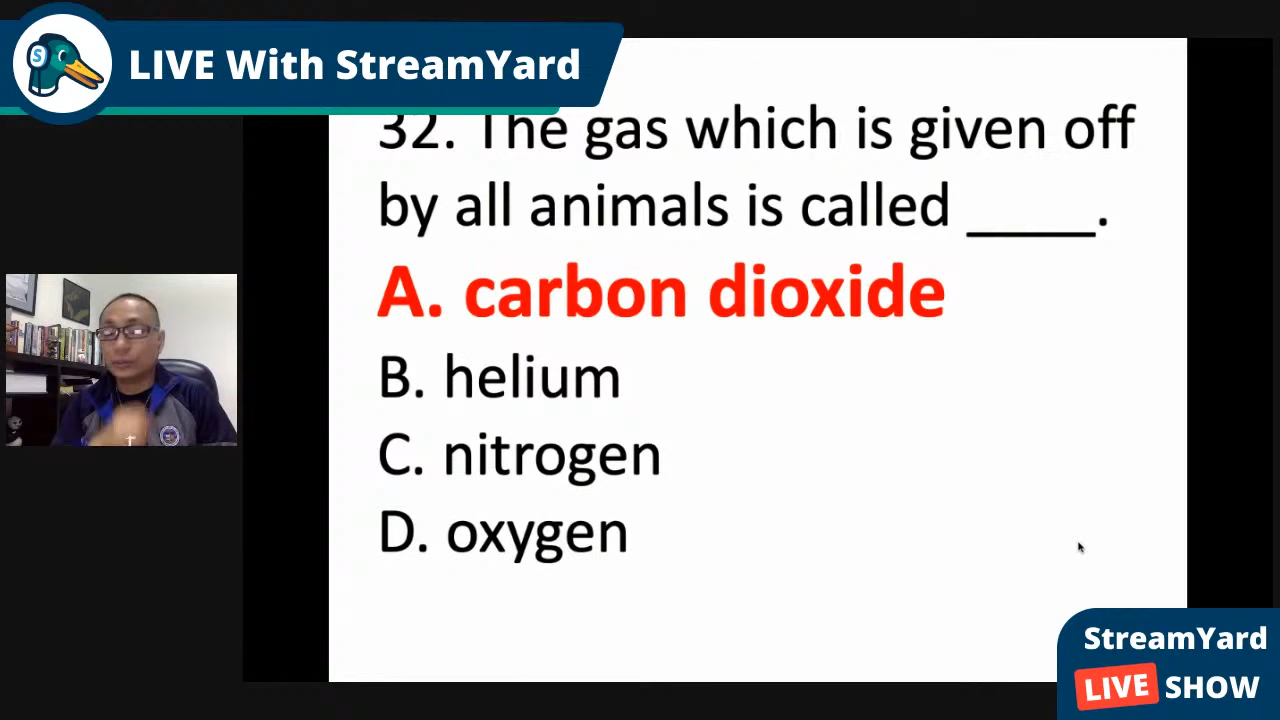 LIVE With StreamYard
32. The gas which is given off
by all animals is called _____.
A. carbon dioxide
B. helium
C. nitrogen
D. oxygen
StreamYard
LIVE SHOW